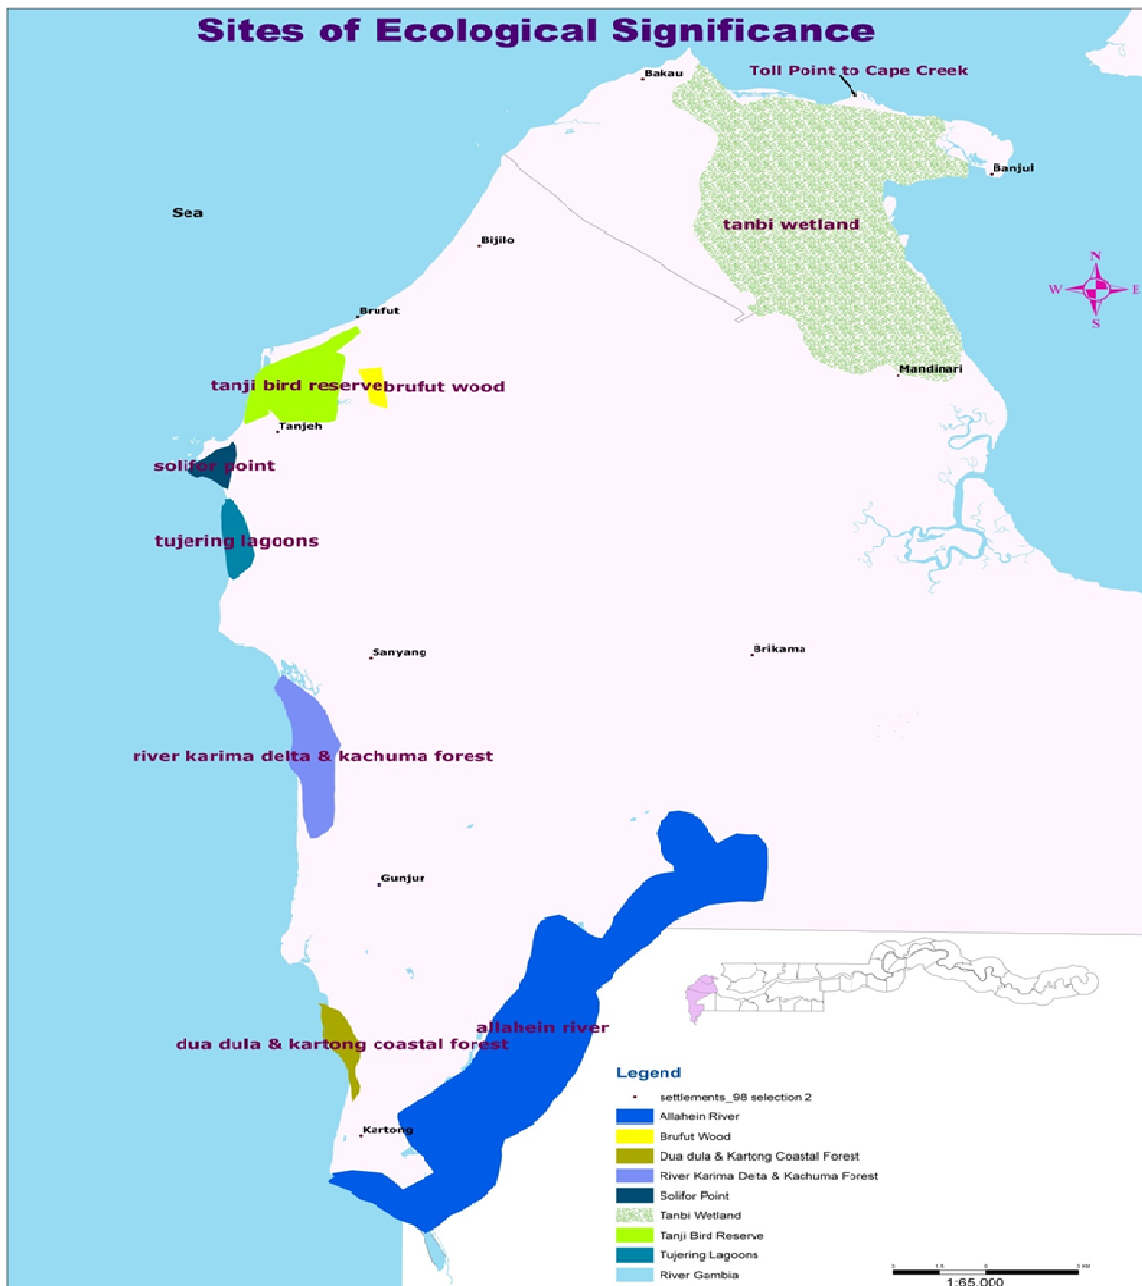 Sites of Ecological Significance
Bakau
Toll Point to Cape Creek
Banjul
Sea
tanbi wetland
Bijilo
N
W
E
S
Brufut
Mandinari
tanji bird reserve
brufut wood
Tanjeh
solifor point
tujering lagoons
Sanyang
Brikama
river karima delta & kachuma forest
Gunjur
allahein river
dua dula & kartong coastal forest
Kartong
Legend
settlements_98 selection 2
Allahein River
Brufut Wood
Dua dula & Kartong Coastal Forest
River Karima Delta & Kachuma Forest
Solifor Point
Tanbi Wetland
Tanji Bird Reserve
Tujering Lagoons
River Gambia
1:65,000